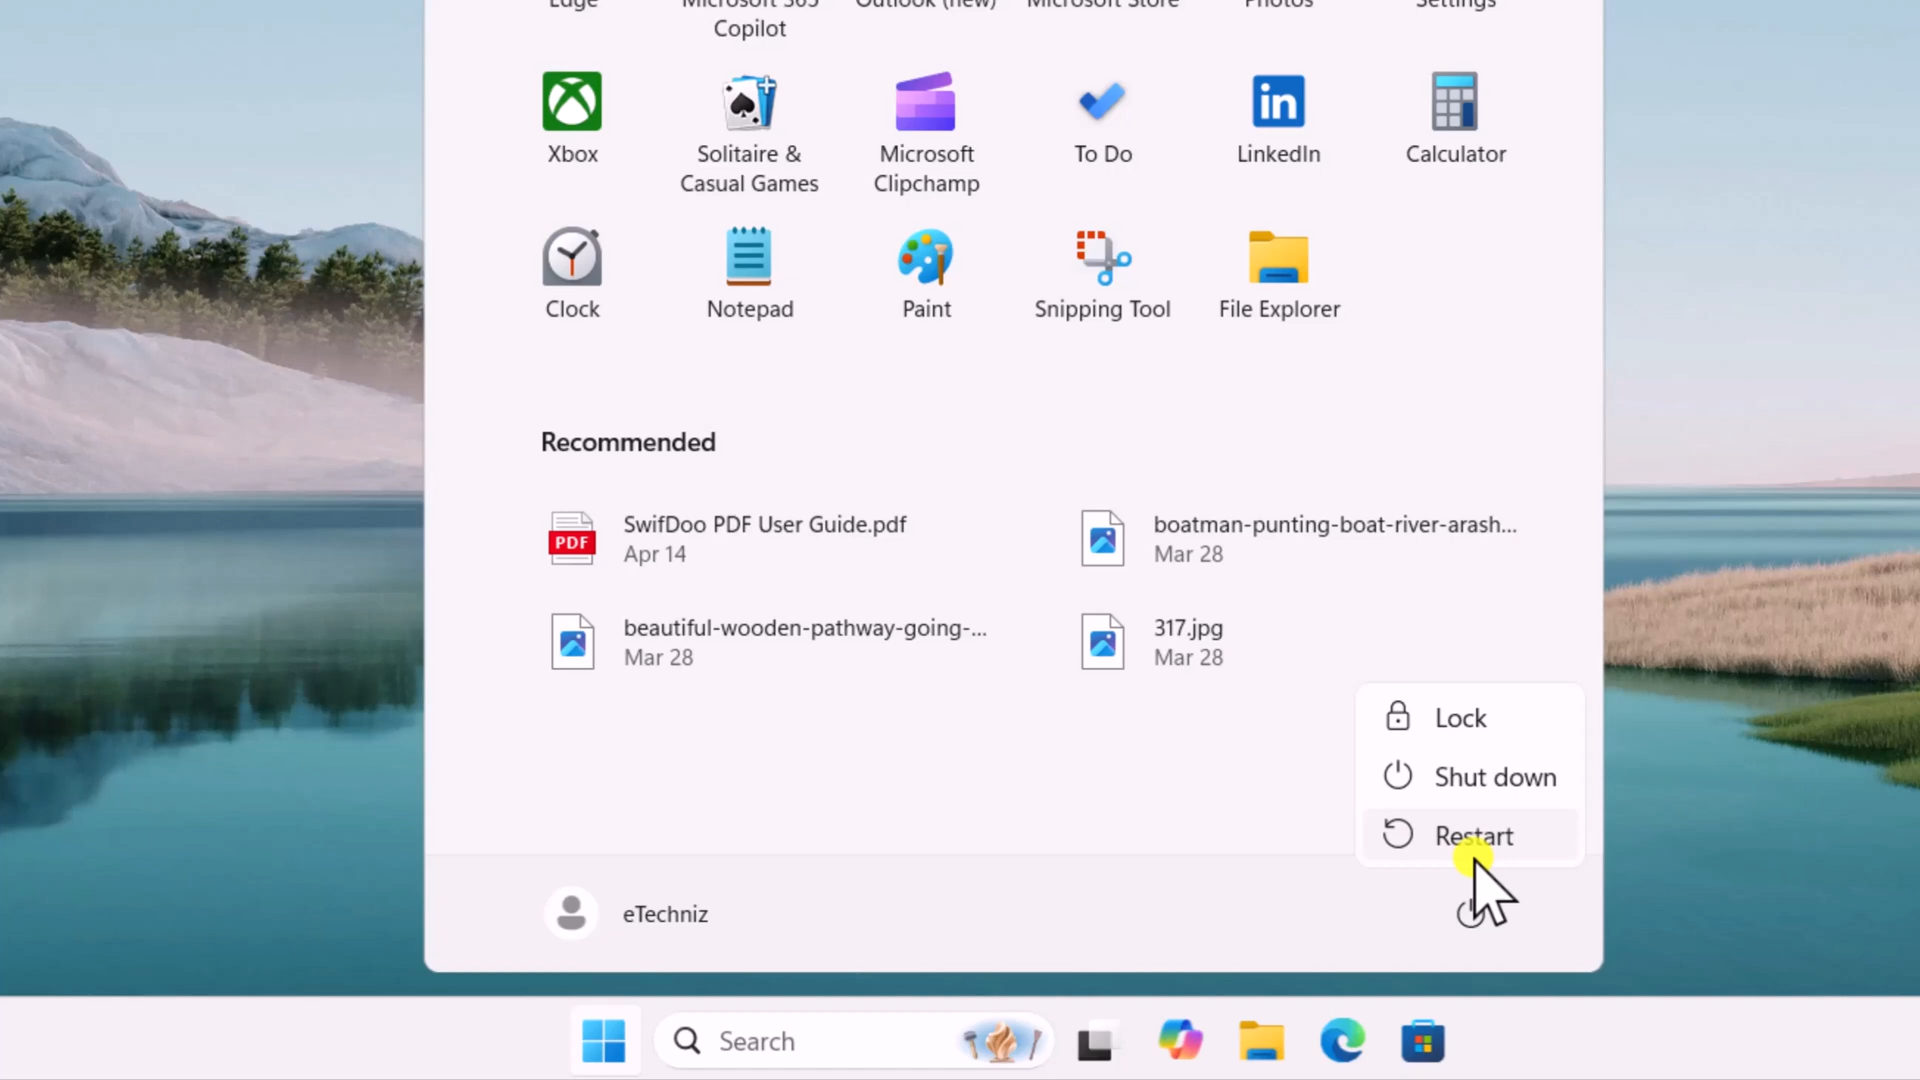 Edge
Microsoft 365
Copilot
Outlook (new)
Microsoft Store
Photos
Settings
Xbox
Solitaire &
Casual Games
Microsoft
Clipchamp
To Do
LinkedIn
Calculator
Clock
Notepad
Paint
Snipping Tool
File Explorer
Recommended
PDF
SwifDoo PDF User Guide.pdf
Apr 14
boatman-punting-boat-river-arash...
Mar 28
beautiful-wooden-pathway-going-...
Mar 28
317.jpg
Mar 28
Lock
Shut down
Restart
eTechniz
Search